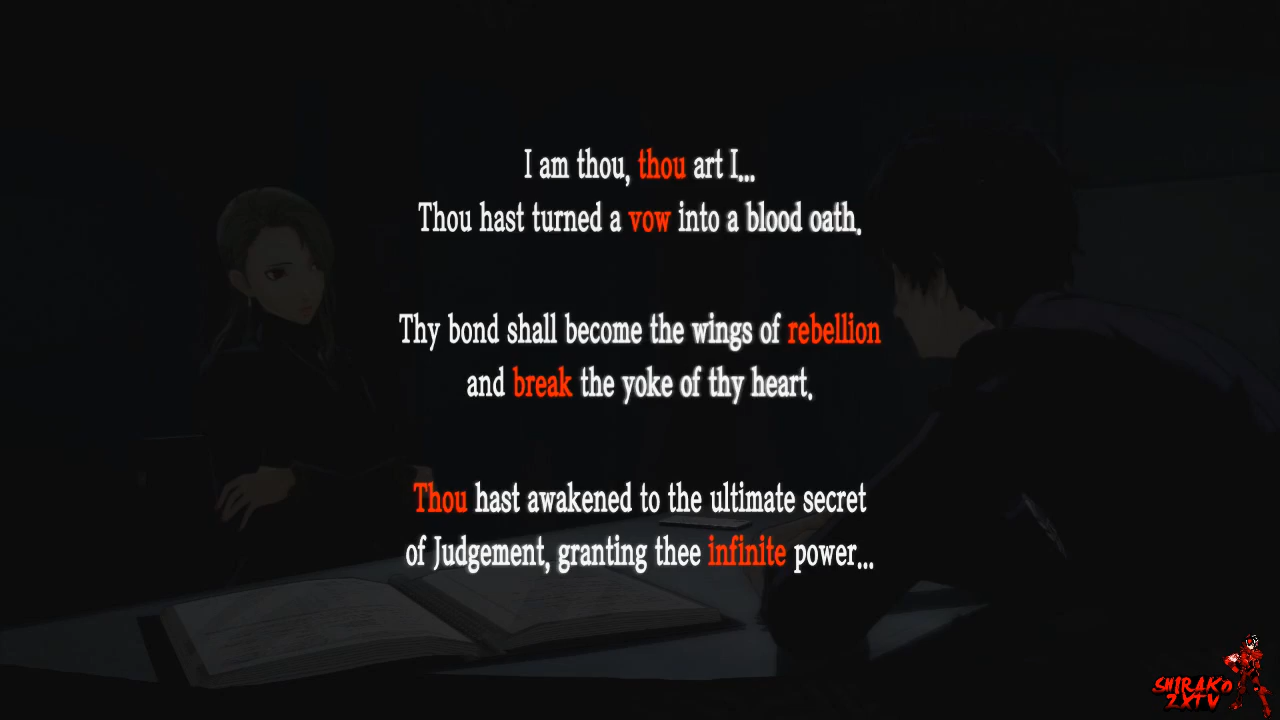 I am thou, thou art I...
Thou hast turned a vow into a blood oath.
Thy bond shall become the wings of rebellion
and break the yoke of thy heart.
Thou hast awakened to the ultimate secret
of Judgement, granting thee infinite power...
SHIRAKO
ZXTV